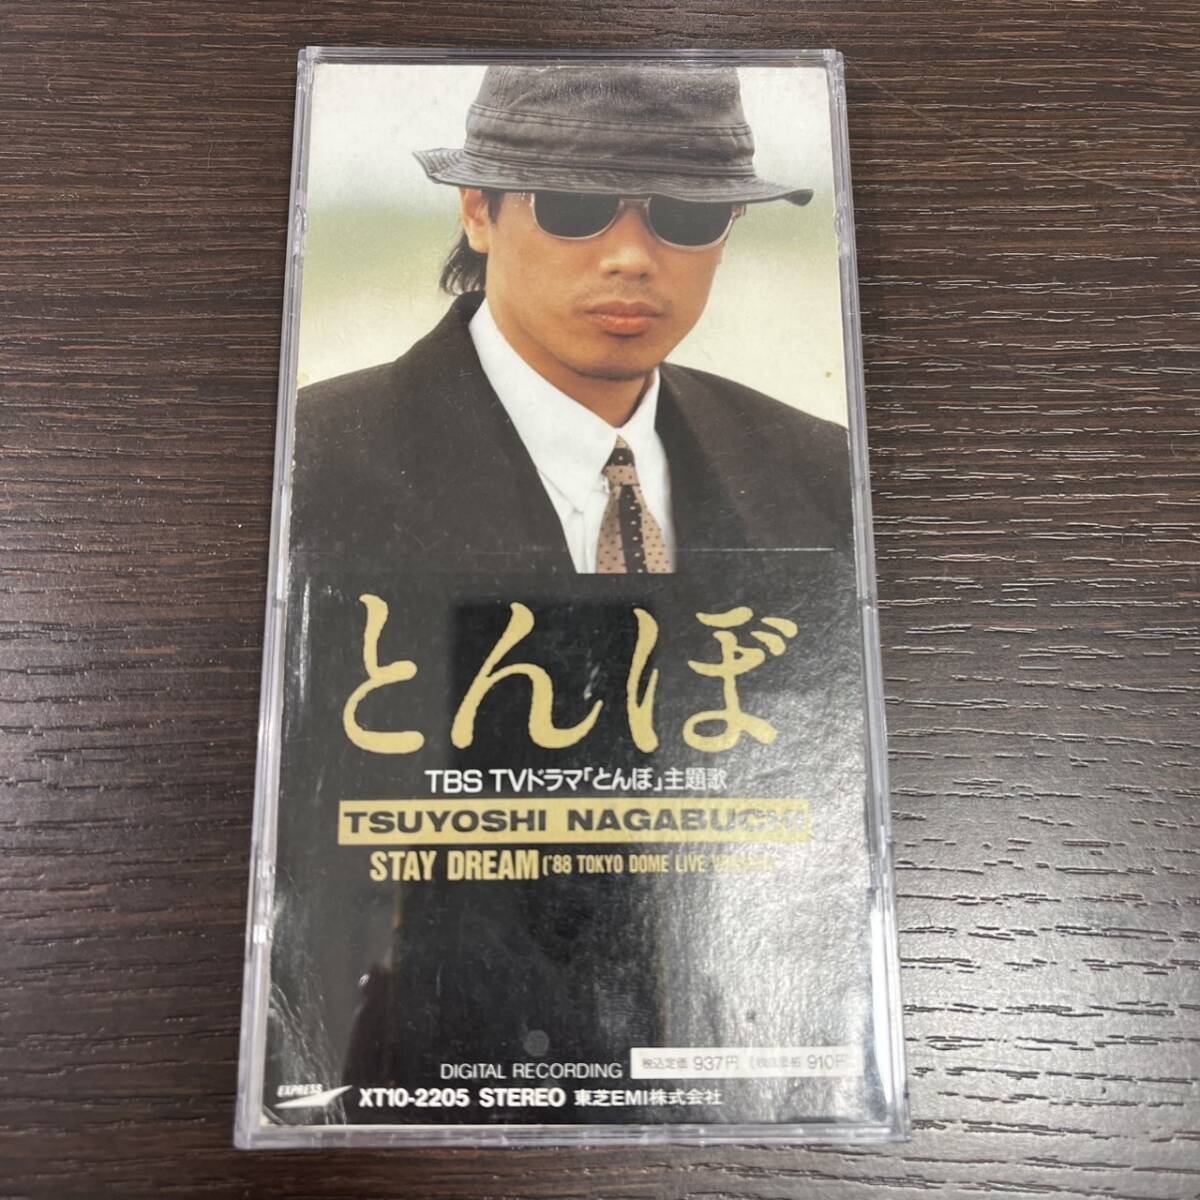 とんぼ
TBS TVドラマ「とんぼ」主題歌
TSUYOSHI NAGABUCHI
STAY DREAM ('88 TOKYO DOME LIVE VERSION)
DIGITAL RECORDING 税込定価 937円 (税抜価格 910円)
EXPRESS XT10-2205 STEREO 東芝EMI株式会社